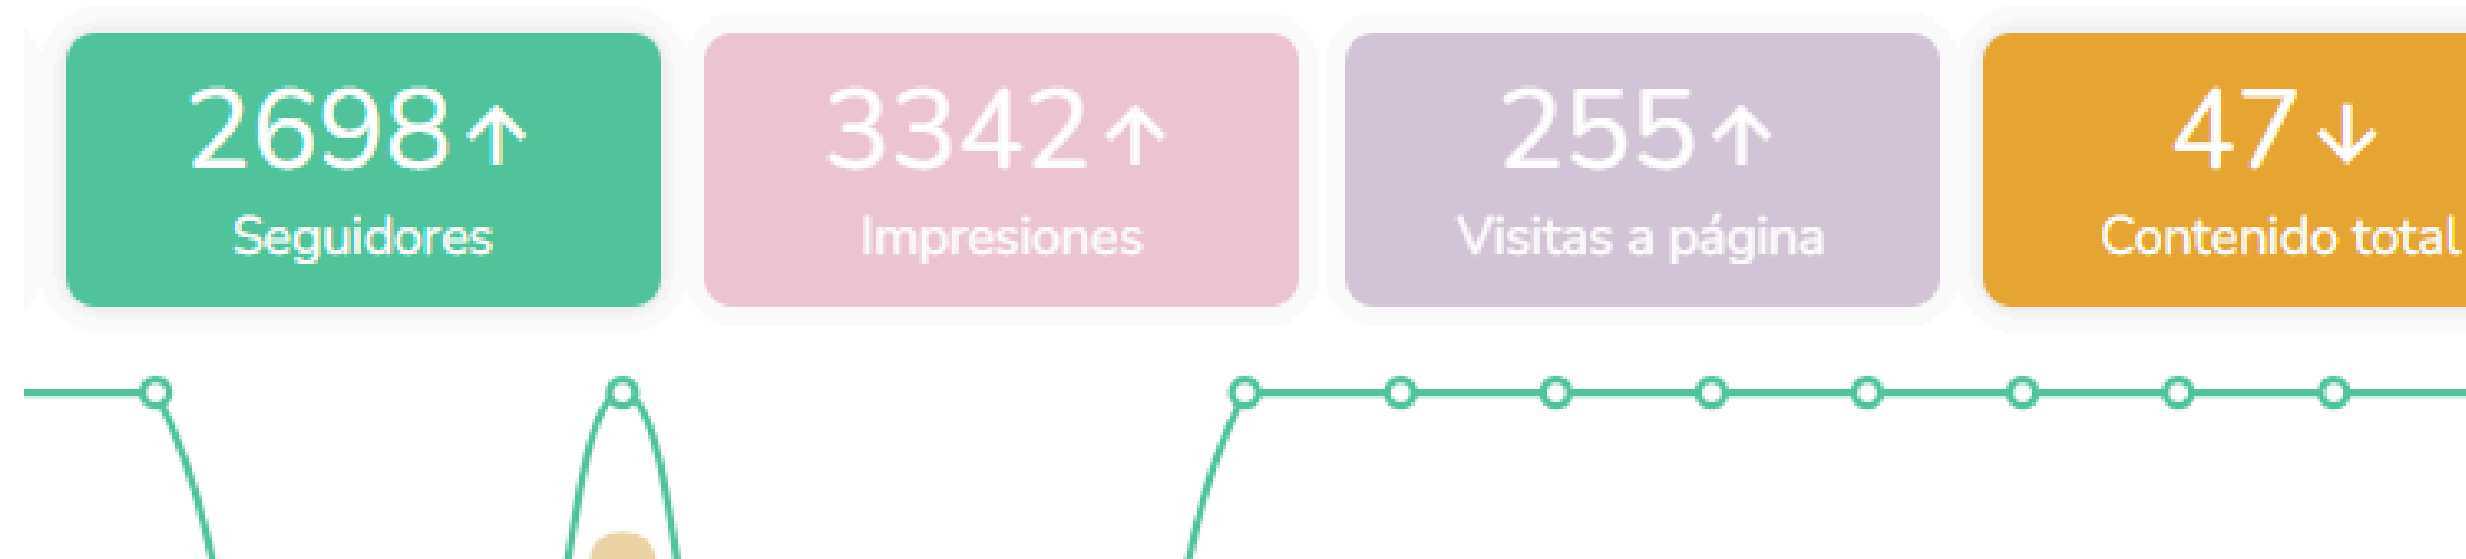 2698↑
Seguidores
3342↑
Impresiones
255↑
Visitas a página
47↓
Contenido total